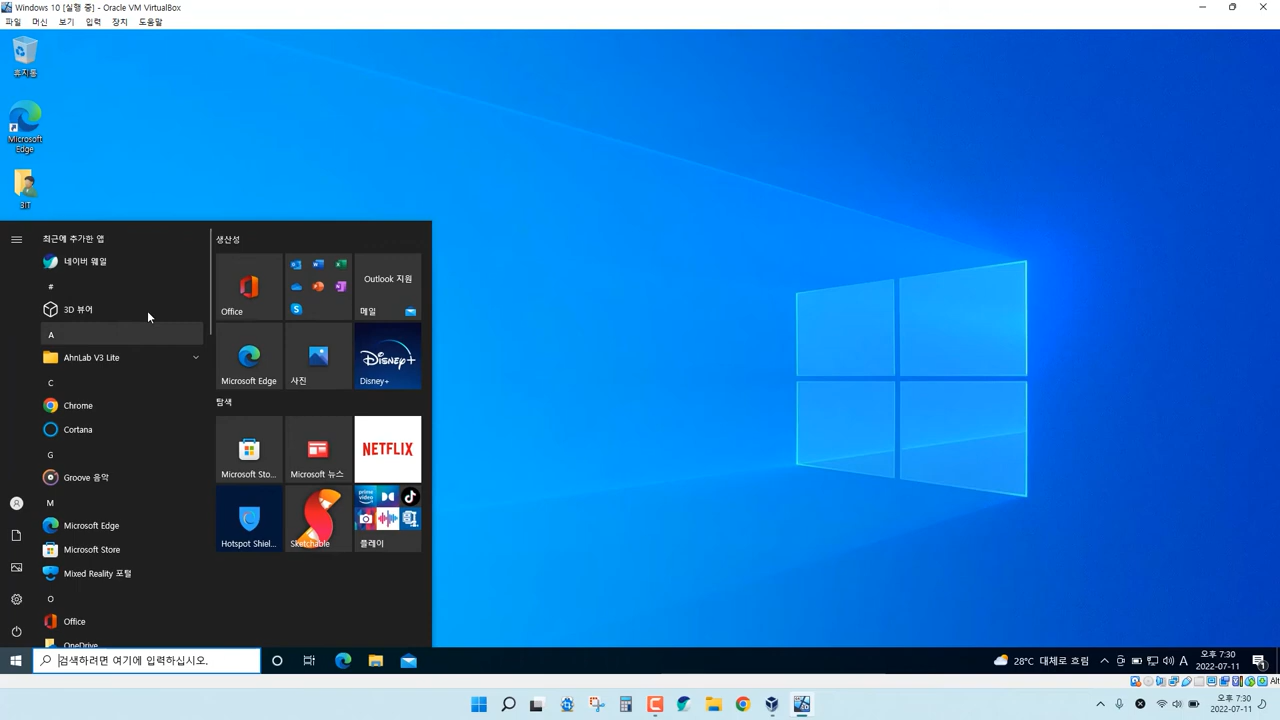 Windows 10 [실행 중] - Oracle VM VirtualBox
파일 머신 보기 입력 장치 도움말
휴지통
Microsoft
Edge
3IT
최근에 추가한 앱
네이버 웨일
#
3D 뷰어
A
AhnLab V3 Lite
C
Chrome
Cortana
G
Groove 음악
M
Microsoft Edge
Microsoft Store
Mixed Reality 포털
O
Office
OneDrive
생산성
Office
Outlook 지원
메일
Microsoft Edge
사진
Disney+
Disney+
탐색
Microsoft Sto...
Microsoft 뉴스
NETFLIX
Hotspot Shiel...
Sketchable
prime video
플레이
검색하려면 여기에 입력하십시오.
28°C 대체로 흐림
A
오후 7:30
2022-07-11
1
Alt
오후 7:30
2022-07-11